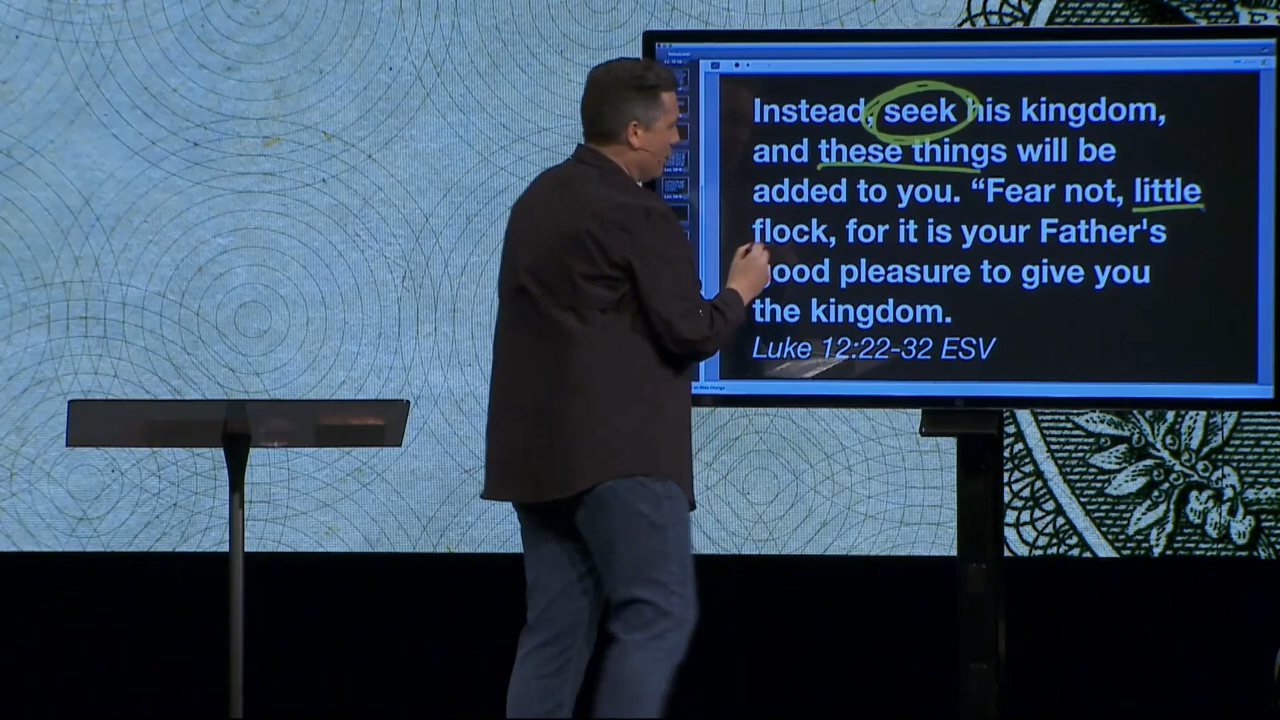 Instead, seek his kingdom,
and these things will be
added to you. “Fear not, little
flock, for it is your Father's
good pleasure to give you
the kingdom.
Luke 12:22-32 ESV